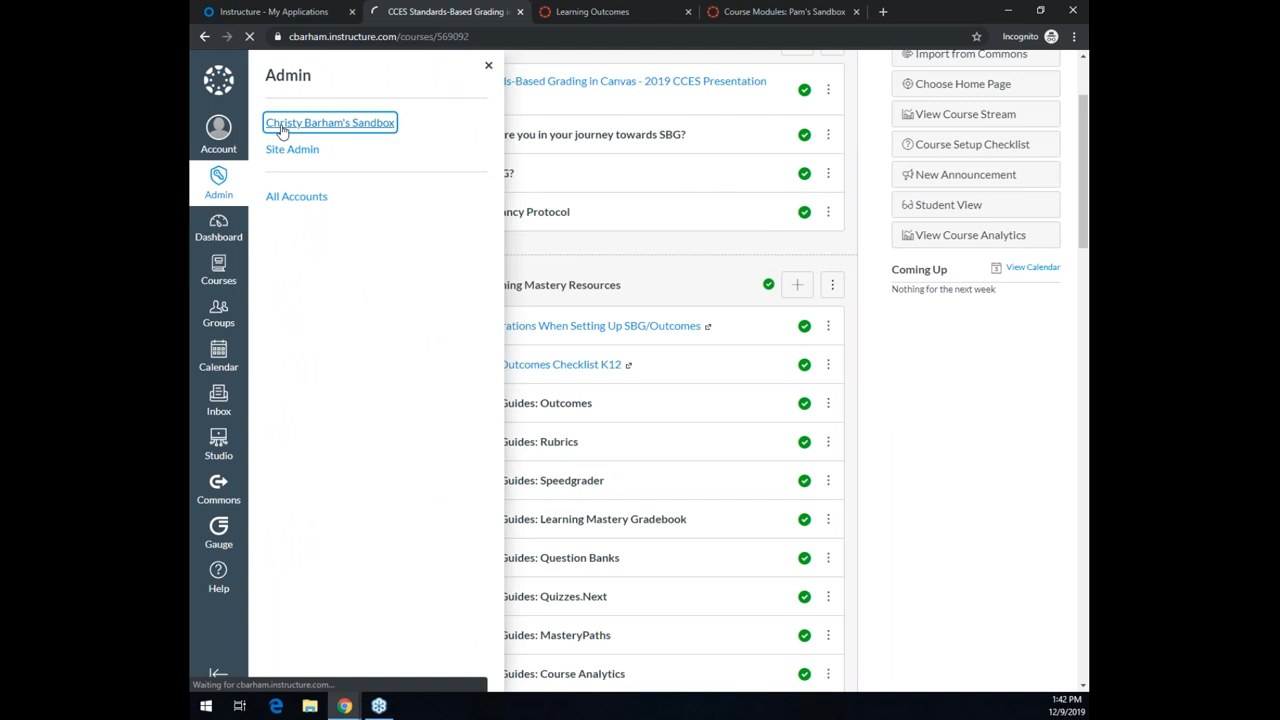 Instructure - My Applications
CCES Standards-Based Grading i
Learning Outcomes
Course Modules: Pam's Sandbox
cbarham.instructure.com/courses/569092
Incognito
Account
Admin
Dashboard
Courses
Groups
Calendar
Inbox
Studio
Commons
Gauge
Help
Admin
Christy Barham's Sandbox
Site Admin
All Accounts
ds-Based Grading in Canvas - 2019 CCES Presentation
re you in your journey towards SBG?
G?
ancy Protocol
ning Mastery Resources
rations When Setting Up SBG/Outcomes
Outcomes Checklist K12
Guides: Outcomes
Guides: Rubrics
Guides: Speedgrader
Guides: Learning Mastery Gradebook
Guides: Question Banks
Guides: Quizzes.Next
Guides: MasteryPaths
Guides: Course Analytics
Import from Commons
Choose Home Page
View Course Stream
Course Setup Checklist
New Announcement
Student View
View Course Analytics
Coming Up
View Calendar
Nothing for the next week
Waiting for cbarham.instructure.com...
1:42 PM
12/9/2019